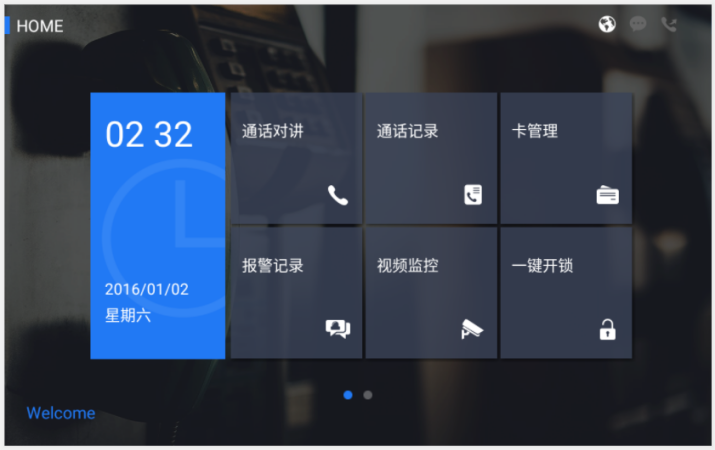 HOME
02 32
2016/01/02
星期六
通话对讲
通话记录
卡管理
报警记录
视频监控
一键开锁
Welcome